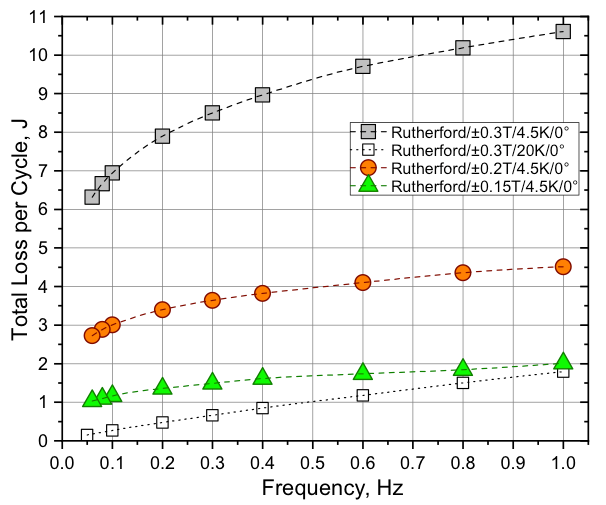 11
10
9
8
7
6
5
4
3
2
1
0
Total Loss per Cycle, J
Rutherford/±0.3T/4.5K/0°
Rutherford/±0.3T/20K/0°
Rutherford/±0.2T/4.5K/0°
Rutherford/±0.15T/4.5K/0°
0.0 0.1 0.2 0.3 0.4 0.5 0.6 0.7 0.8 0.9 1.0
Frequency, Hz